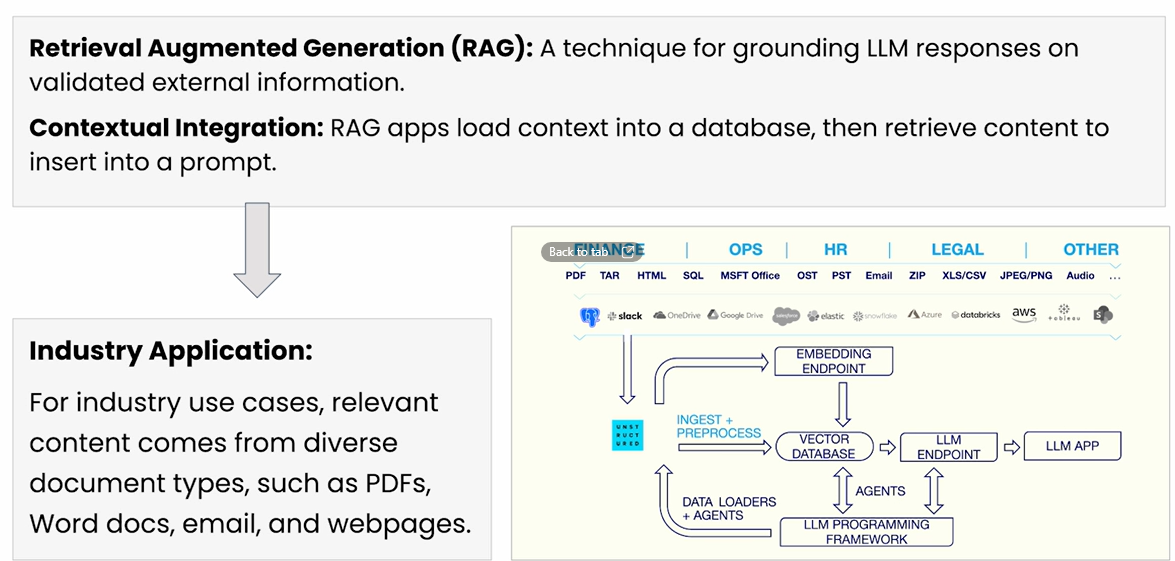 Retrieval Augmented Generation (RAG): A technique for grounding LLM responses on
validated external information.
Contextual Integration: RAG apps load context into a database, then retrieve content to
insert into a prompt.
Industry Application:
For industry use cases, relevant
content comes from diverse
document types, such as PDFs,
Word docs, email, and webpages.
Back to tab
FINANCE | OPS | HR | LEGAL | OTHER
PDF TAR HTML SQL MSFT Office OST PST Email ZIP XLS/CSV JPEG/PNG Audio ...
slack OneDrive Google Drive salesforce elastic snowflake Azure databricks aws +ableau S
EMBEDDING
ENDPOINT
UNST
RUCT
URED
INGEST +
PREPROCESS
VECTOR
DATABASE
LLM
ENDPOINT
LLM APP
AGENTS
DATA LOADERS
+ AGENTS
LLM PROGRAMMING
FRAMEWORK